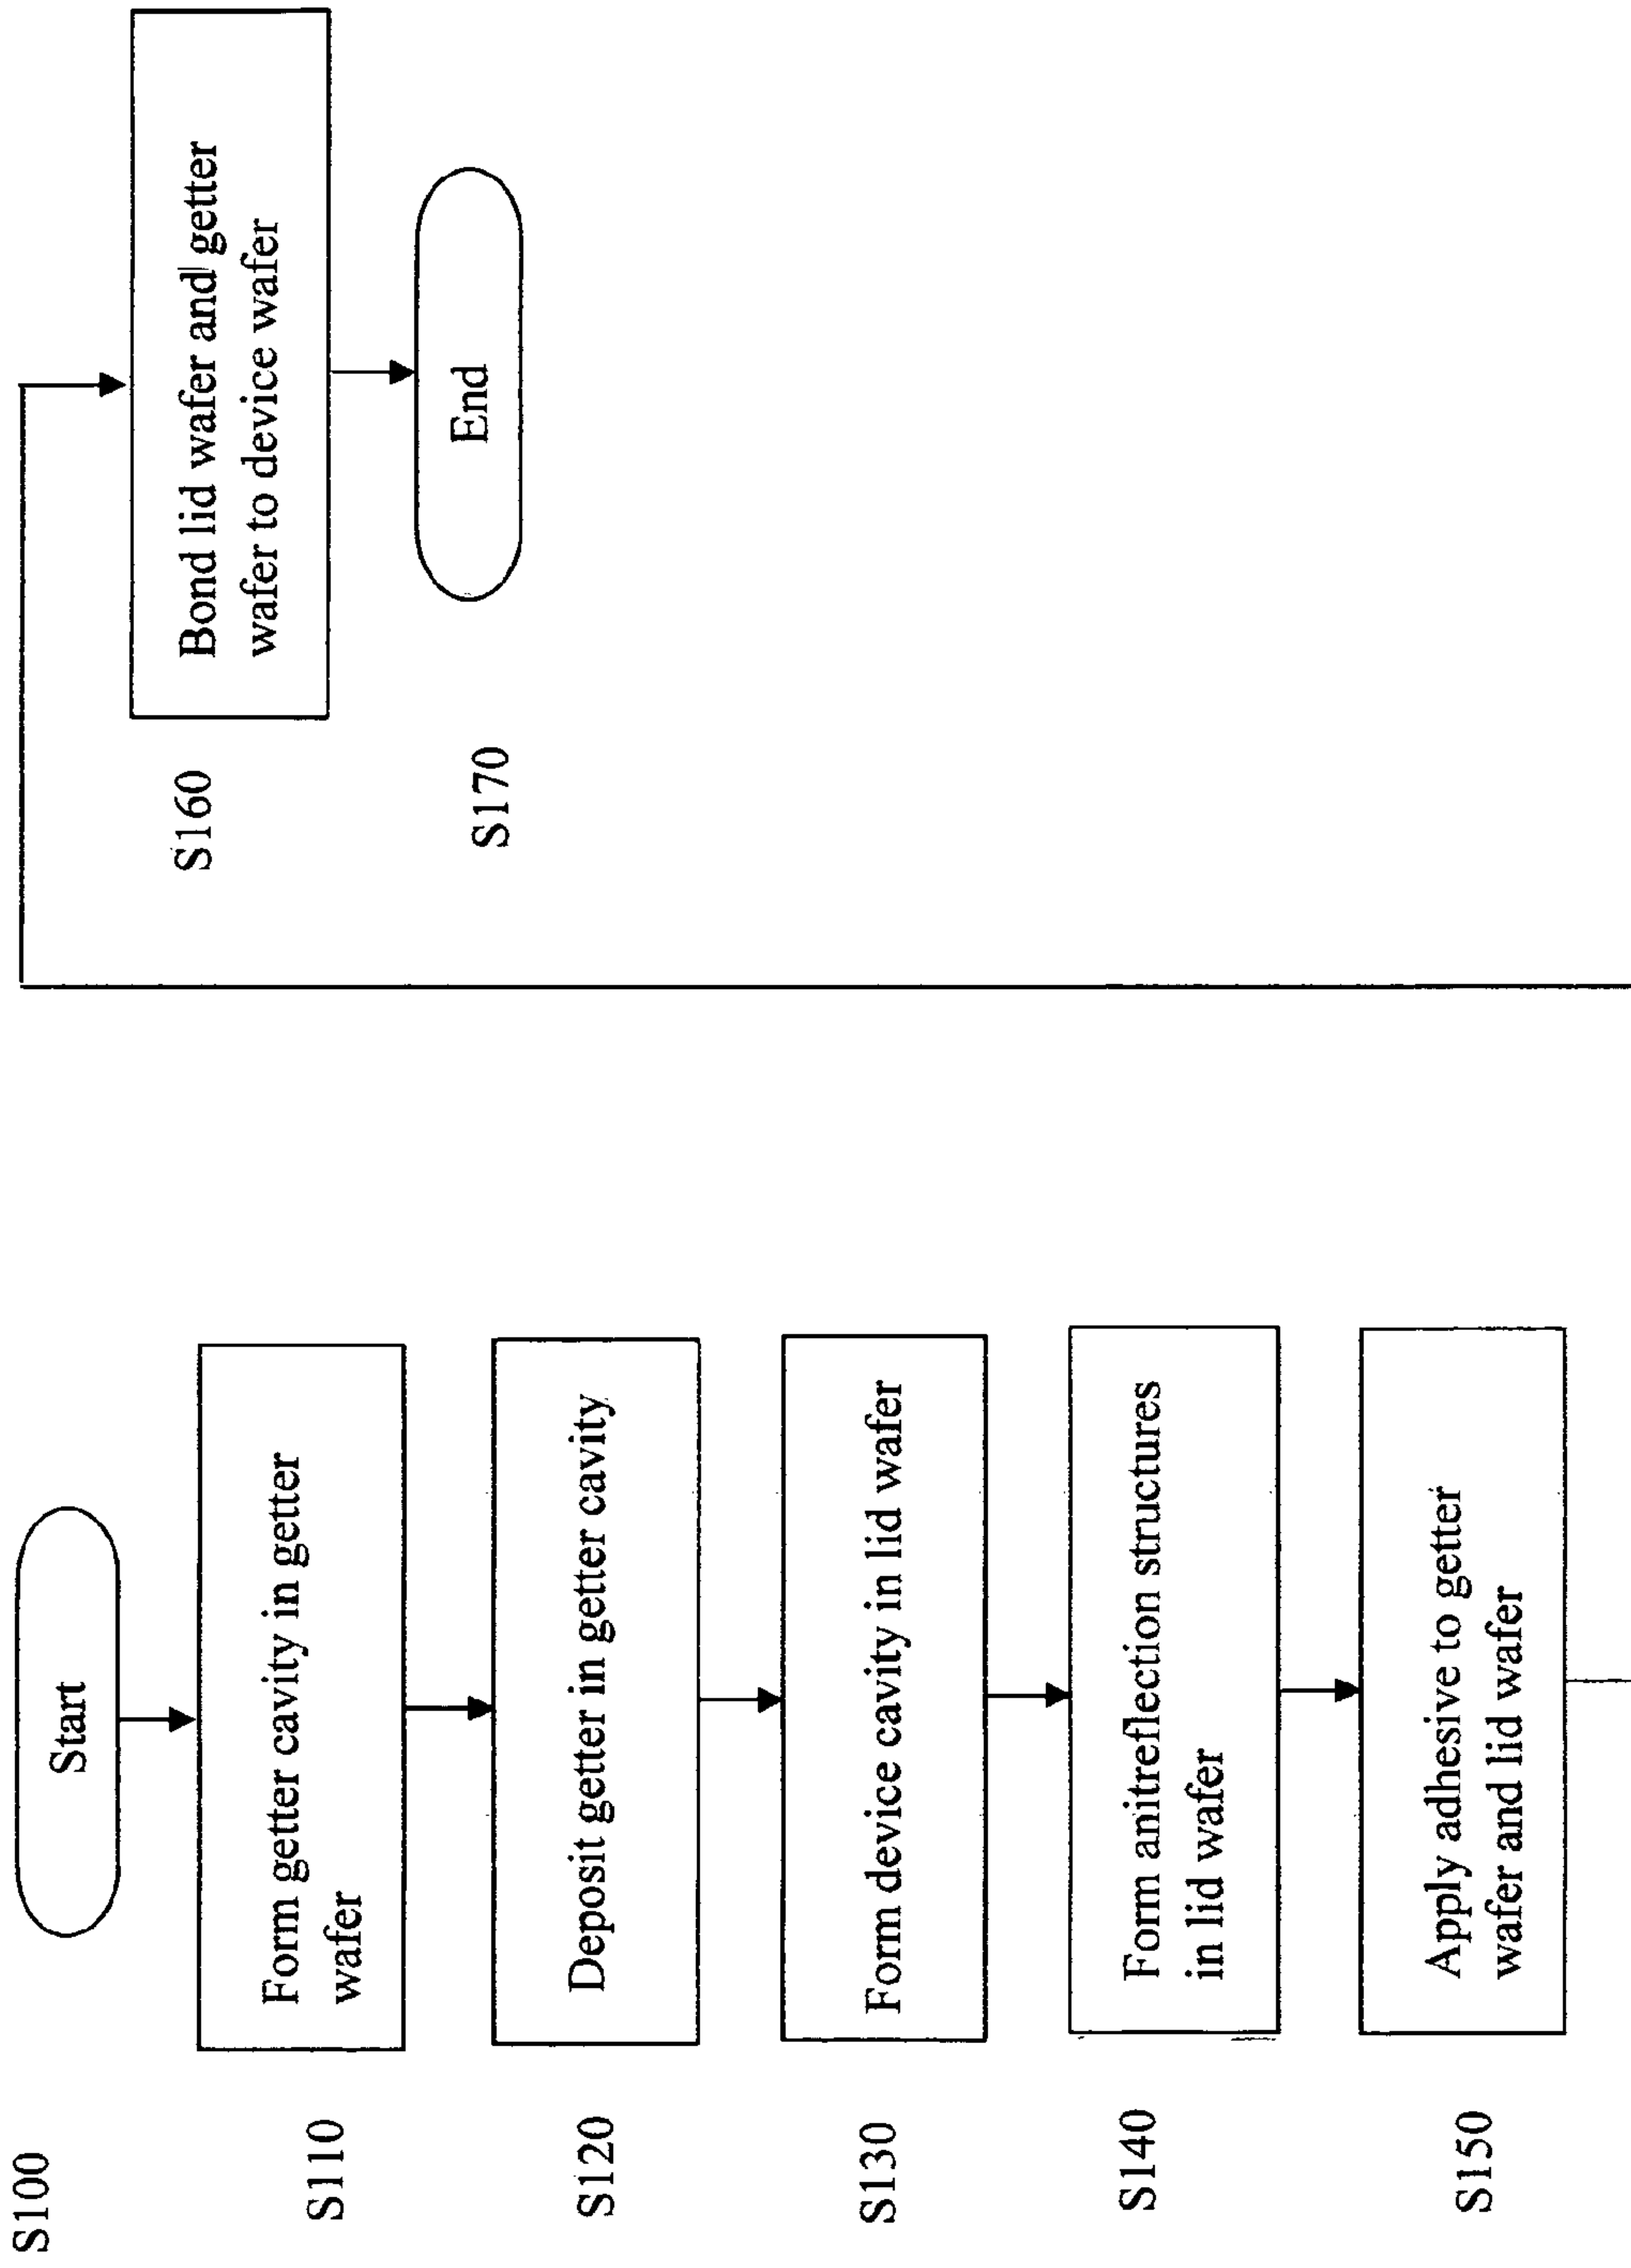 S100
Start
S110
Form getter cavity in getter
wafer
S120
Deposit getter in getter cavity
S130
Form device cavity in lid wafer
S140
Form anitreflection structures
in lid wafer
S150
Apply adhesive to getter
wafer and lid wafer
S160
Bond lid wafer and getter
wafer to device wafer
S170
End